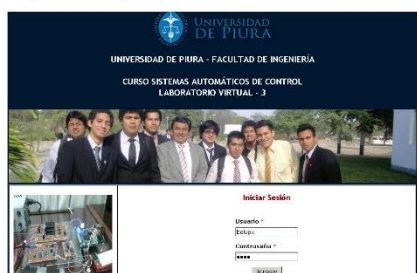 UNIVERSIDAD
DE PIURA
UNIVERSIDAD DE PIURA - FACULTAD DE INGENIERÍA
CURSO SISTEMAS AUTOMÁTICOS DE CONTROL
LABORATORIO VIRTUAL - 3
Iniciar Sesión
Usuario *
Contraseña *